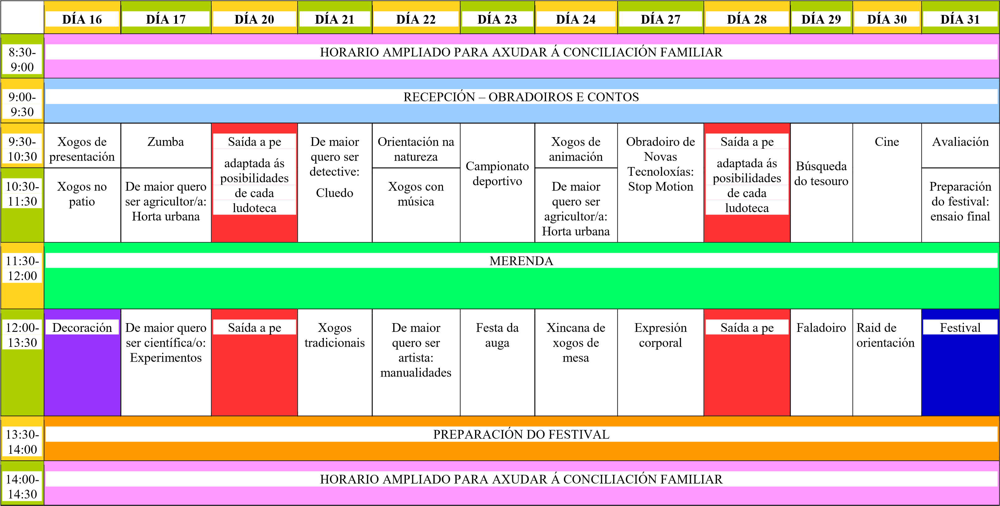 DÍA 16 DÍA 17 DÍA 20 DÍA 21 DÍA 22 DÍA 23 DÍA 24 DÍA 27 DÍA 28 DÍA 29 DÍA 30 DÍA 31
8:30-
9:00
HORARIO AMPLIADO PARA AXUDAR Á CONCILIACIÓN FAMILIAR
9:00-
9:30
RECEPCIÓN – OBRADOIROS E CONTOS
9:30-
10:30
Xogos de
presentación
Zumba
Saída a pe
adaptada ás
posibilidades
de cada
ludoteca
De maior
quero ser
detective:
Cluedo
Orientación na
natureza
Campionato
deportivo
Xogos de
animación
Obradoiro de
Novas
Tecnoloxías:
Stop Motion
Saída a pe
adaptada ás
posibilidades
de cada
ludoteca
Búsqueda
do tesouro
Cine
Avaliación
10:30-
11:30
Xogos no
patio
De maior quero
ser agricultor/a:
Horta urbana
Xogos con
música
De maior
quero ser
agricultor/a:
Horta urbana
Preparación
do festival:
ensaio final
11:30-
12:00
MERENDA
12:00-
13:30
Decoración
De maior quero
ser científica/o:
Experimentos
Saída a pe
Xogos
tradicionais
De maior
quero ser
artista:
manualidades
Festa da
auga
Xincana de
xogos de
mesa
Expresión
corporal
Saída a pe
Faladoiro
Raid de
orientación
Festival
13:30-
14:00
PREPARACIÓN DO FESTIVAL
14:00-
14:30
HORARIO AMPLIADO PARA AXUDAR Á CONCILIACIÓN FAMILIAR